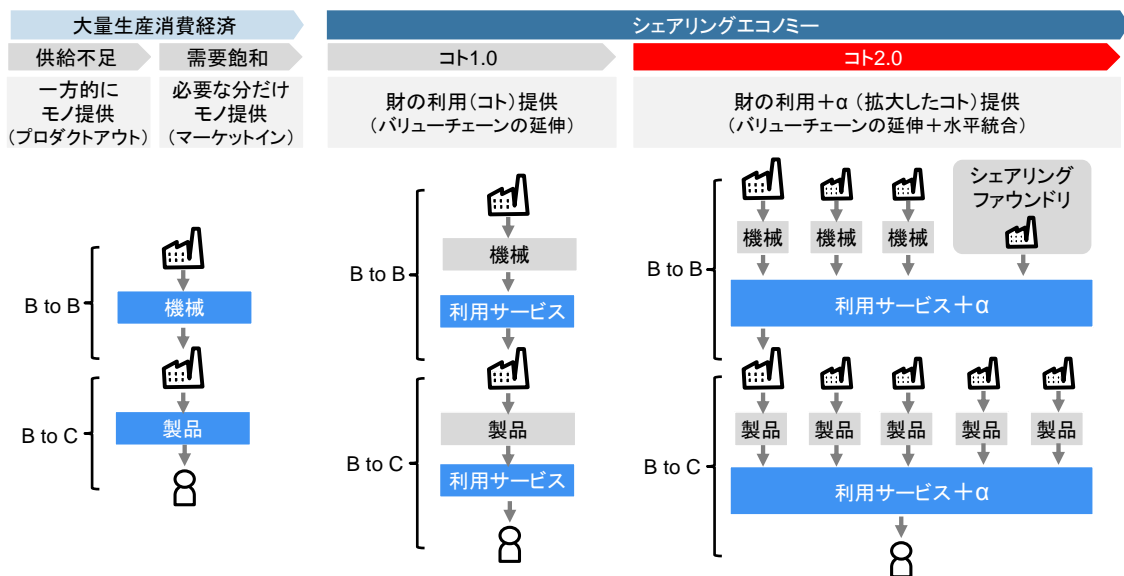 大量生産消費経済
シェアリングエコノミー
供給不足
需要飽和
コト1.0
コト2.0
一方的に
モノ提供
(プロダクトアウト)
必要な分だけ
モノ提供
(マーケットイン)
財の利用(コト)提供
(バリューチェーンの延伸)
財の利用+α (拡大したコト)提供
(バリューチェーンの延伸+水平統合)
B to B
機械
B to C
製品
B to B
機械
利用サービス
B to C
製品
利用サービス
シェアリング
ファウンドリ
B to B
機械
機械
機械
利用サービス+α
B to C
製品
製品
製品
製品
製品
利用サービス+α